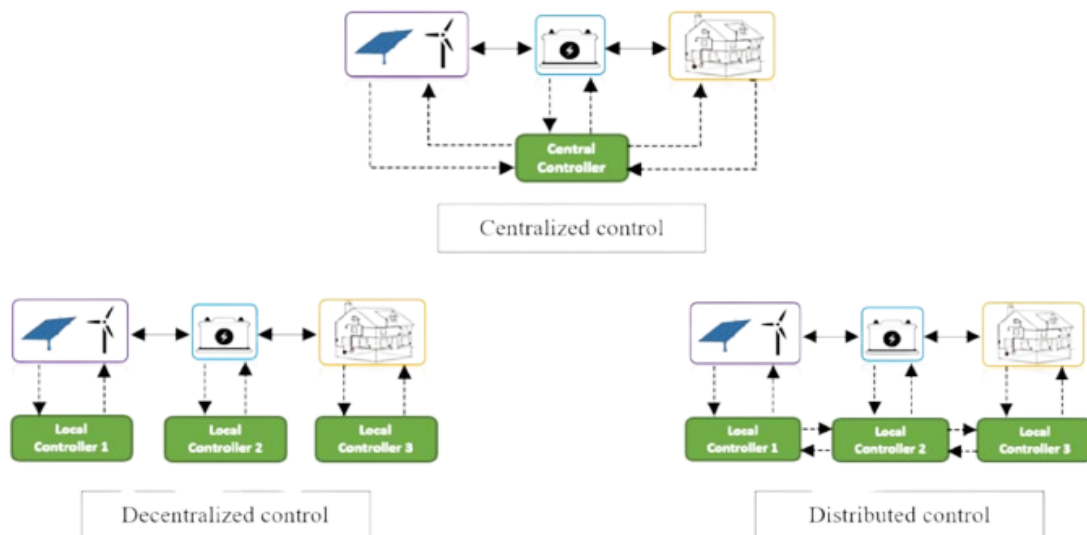 Central
Controller
Centralized control
Local
Controller 1
Local
Controller 2
Local
Controller 3
Decentralized control
Local
Controller 1
Local
Controller 2
Local
Controller 3
Distributed control